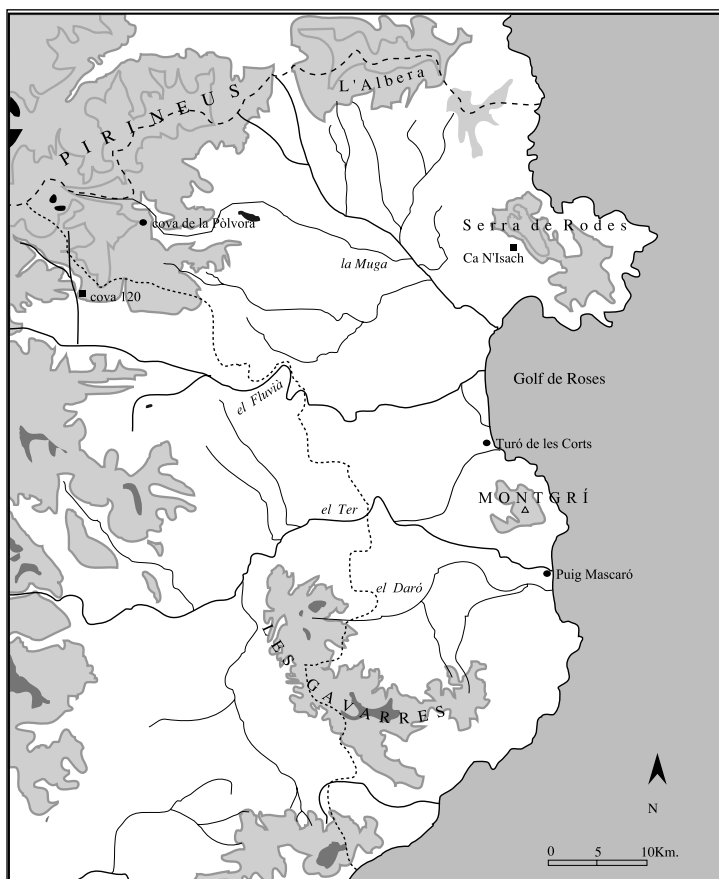 L'Albera
PIRINEUS
cova de la Pòlvora
Serra de Rodes
Ca N'Isach
la Muga
cova 120
Golf de Roses
el Fluvià
Turó de les Corts
MONTGRÍ
el Ter
Puig Mascaró
el Daró
LES GAVARRES
N
0 5 10Km.